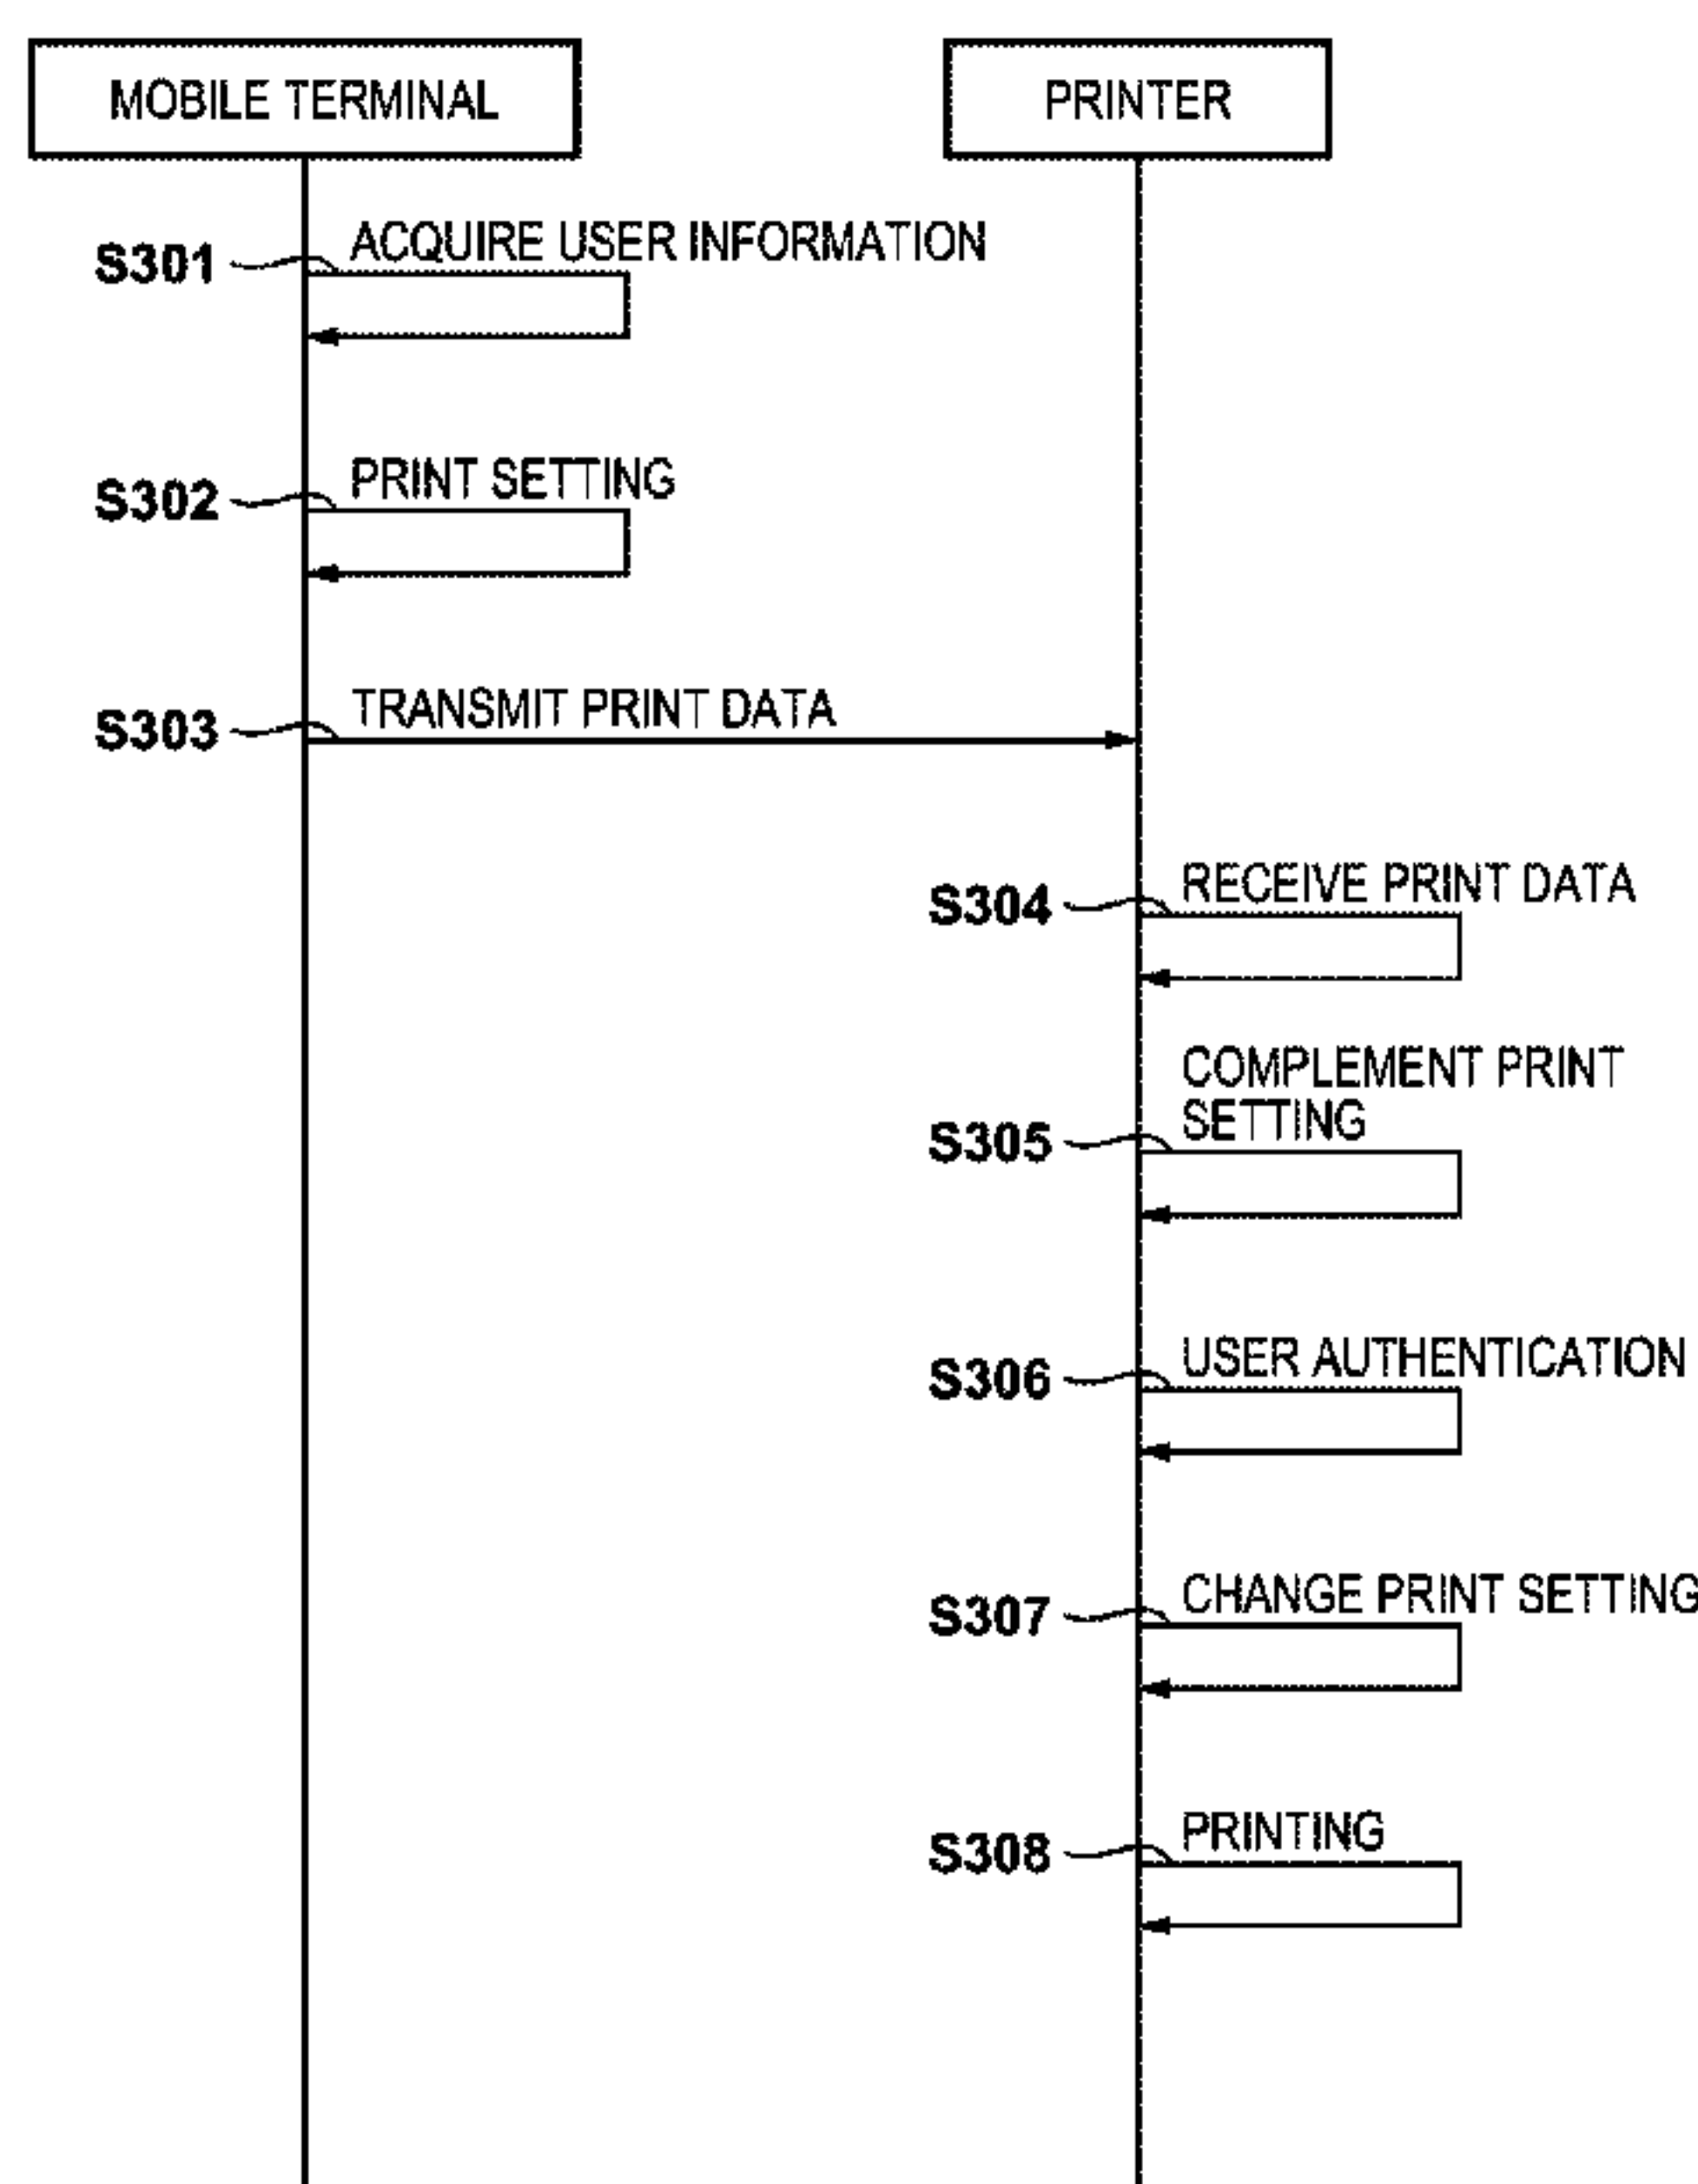 MOBILE TERMINAL
PRINTER
ACQUIRE USER INFORMATION
S301
PRINT SETTING
S302
TRANSMIT PRINT DATA
S303
RECEIVE PRINT DATA
S304
COMPLEMENT PRINT
SETTING
S305
USER AUTHENTICATION
S306
CHANGE PRINT SETTING
S307
PRINTING
S308